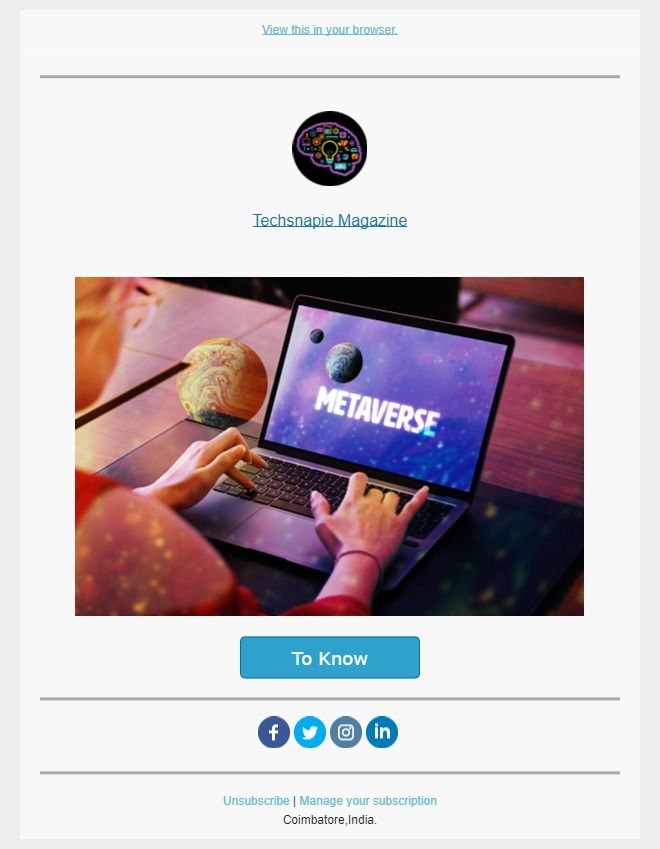 View this in your browser.
Techsnapie Magazine
METAVERSE
To Know
Unsubscribe | Manage your subscription
Coimbatore,India.